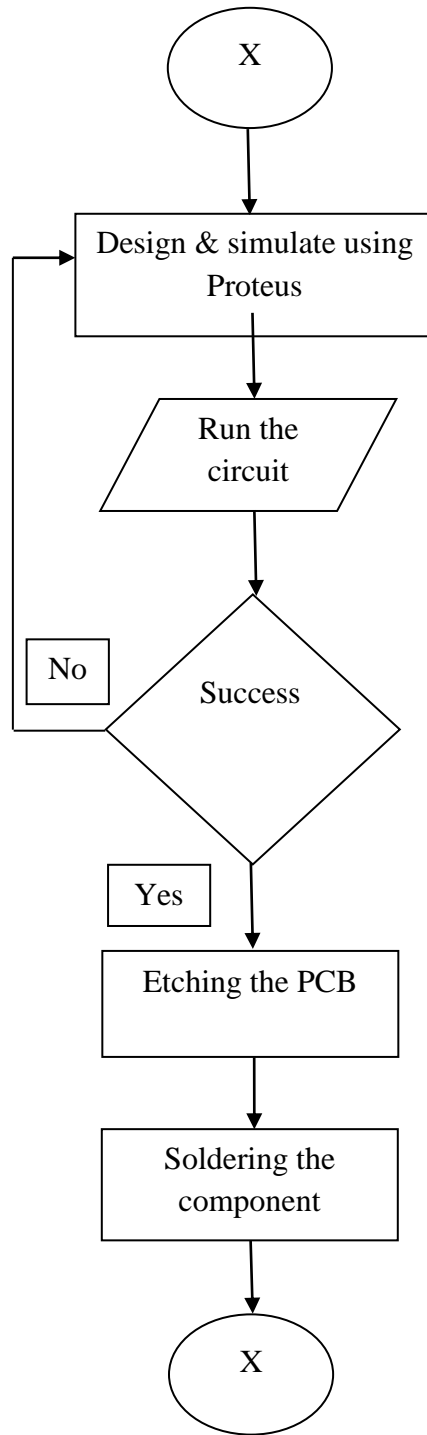 X
Design & simulate using
Proteus
Run the
circuit
Success
No
Yes
Etching the PCB
Soldering the
component
X